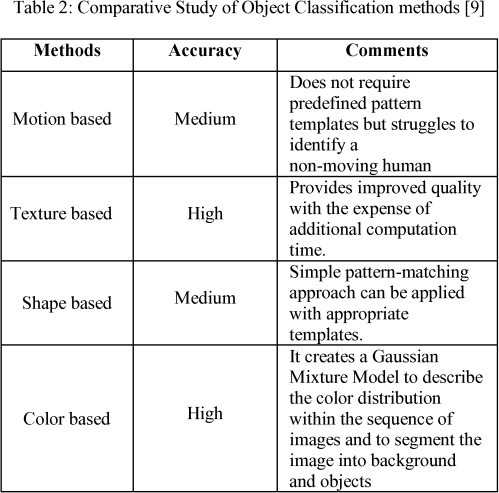 Table 2: Comparative Study of Object Classification methods [9]
Methods Accuracy Comments
Motion based Medium Does not require
predefined pattern
templates but struggles to
identify a
non-moving human
Texture based High Provides improved quality
with the expense of
additional computation
time.
Shape based Medium Simple pattern-matching
approach can be applied
with appropriate
templates.
Color based High It creates a Gaussian
Mixture Model to describe
the color distribution
within the sequence of
images and to segment the
image into background
and objects